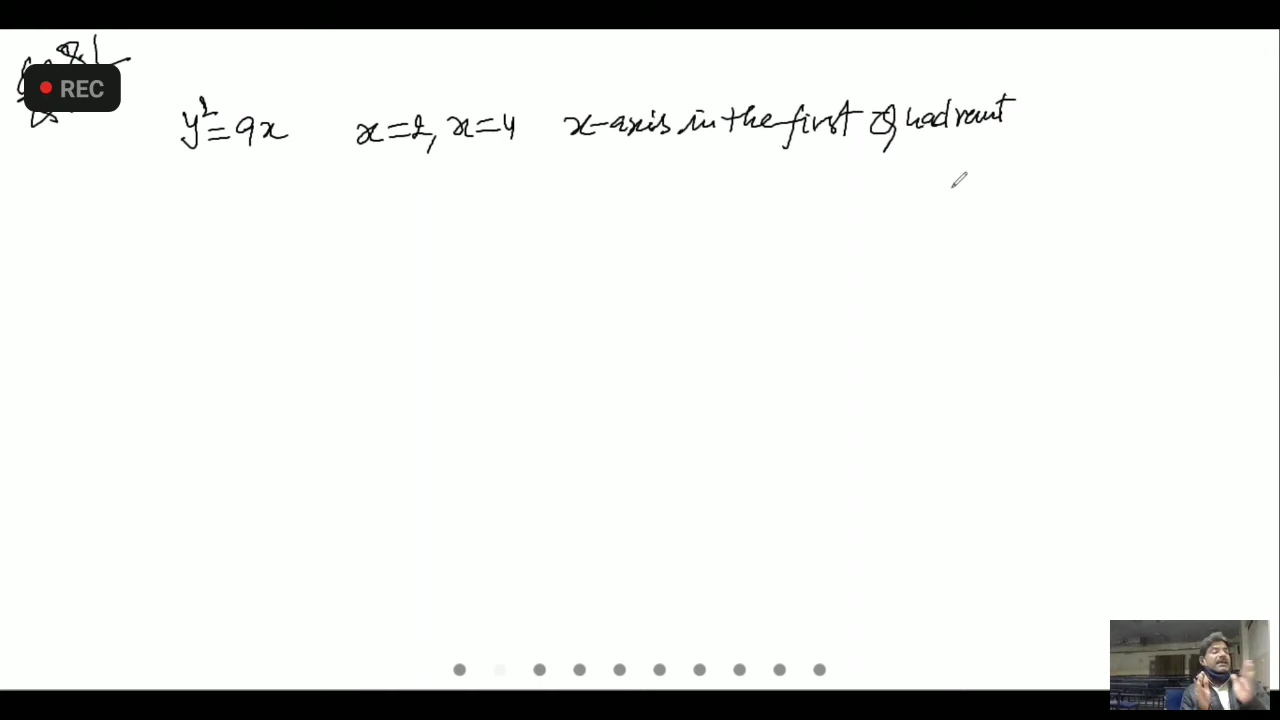 REC
y²=9x x=2, x=4 x-axis in the first Quadrant